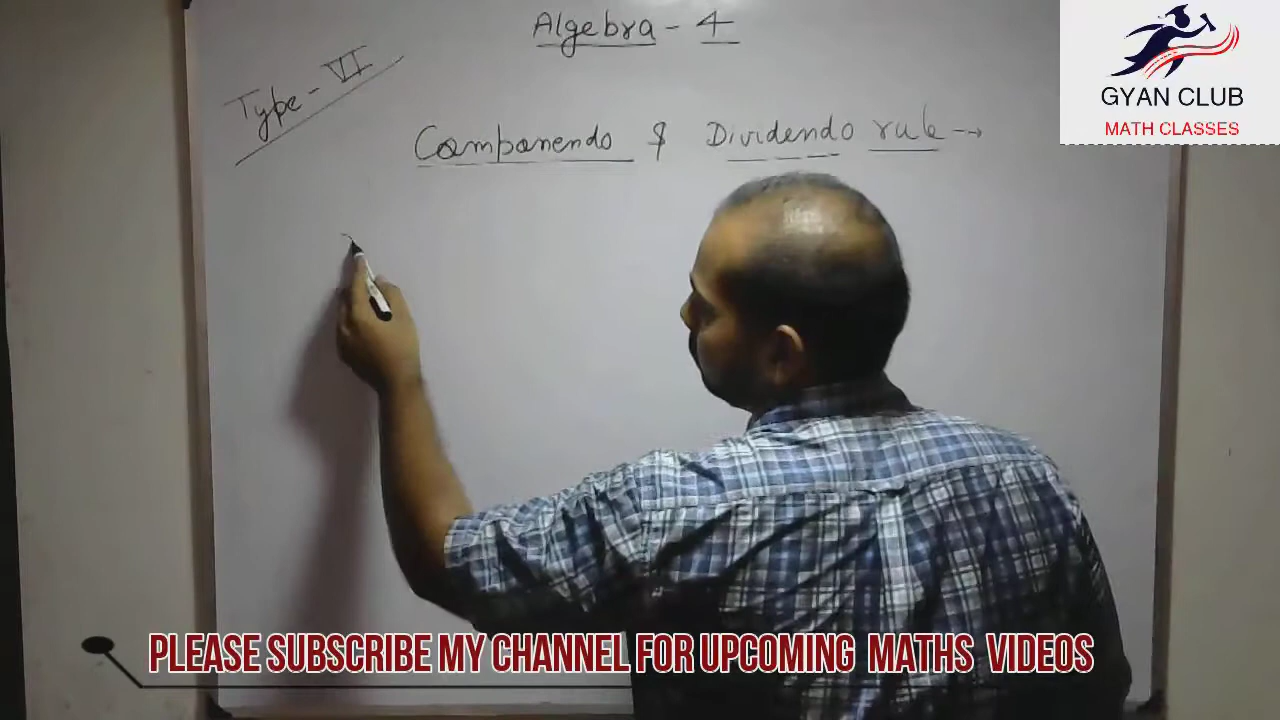 Algebra - 4
GYAN CLUB
MATH CLASSES
Type - VI
Componendo & Dividendo rule →
PLEASE SUBSCRIBE MY CHANNEL FOR UPCOMING MATHS VIDEOS